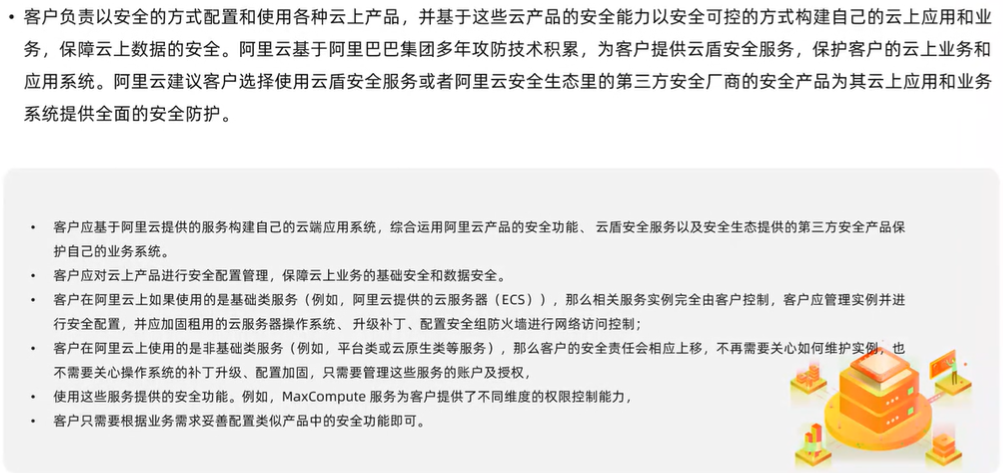 • 客户负责以安全的方式配置和使用各种云上产品，并基于这些云产品的安全能力以安全可控的方式构建自己的云上应用和业
务，保障云上数据的安全。阿里云基于阿里巴巴集团多年攻防技术积累，为客户提供云盾安全服务，保护客户的云上业务和
应用系统。阿里云建议客户选择使用云盾安全服务或者阿里云安全生态里的第三方安全厂商的安全产品为其云上应用和业务
系统提供全面的安全防护。
• 客户应基于阿里云提供的服务构建自己的云端应用系统，综合运用阿里云产品的安全功能、 云盾安全服务以及安全生态提供的第三方安全产品保
护自己的业务系统。
• 客户应对云上产品进行安全配置管理，保障云上业务的基础安全和数据安全。
• 客户在阿里云上如果使用的是基础类服务（例如，阿里云提供的云服务器（ECS）），那么相关服务实例完全由客户控制，客户应管理实例并进
行安全配置，并应加固租用的云服务器操作系统、 升级补丁、配置安全组防火墙进行网络访问控制；
• 客户在阿里云上使用的是非基础类服务（例如，平台类或云原生类等服务），那么客户的安全责任会相应上移，不再需要关心如何维护实例，也
不需要关心操作系统的补丁升级、配置加固，只需要管理这些服务的账户及授权，
• 使用这些服务提供的安全功能。例如，MaxCompute 服务为客户提供了不同维度的权限控制能力，
• 客户只需要根据业务需求妥善配置类似产品中的安全功能即可。